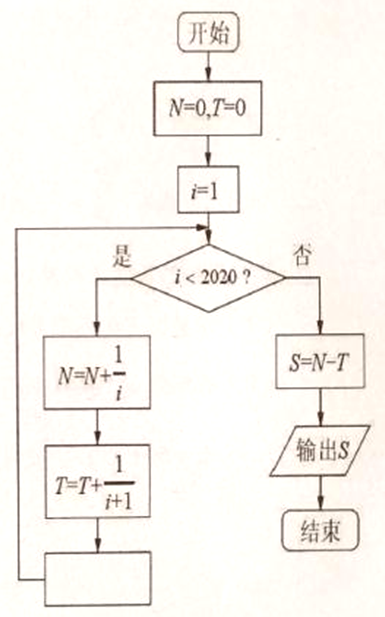 开始
N=0,T=0
i=1
i<2020?
是
否
N=N+1/i
S=N-T
T=T+1/(i+1)
输出S
结束